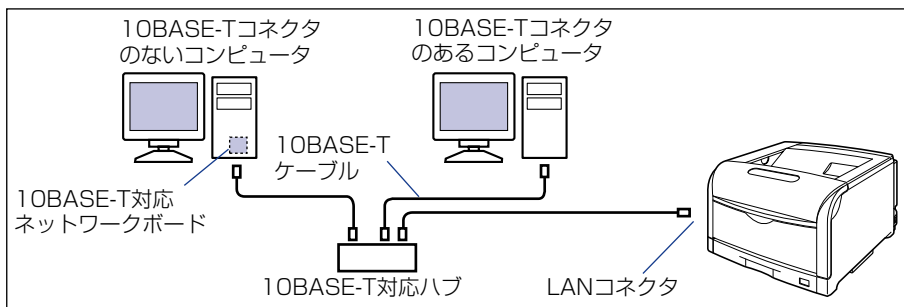 10BASE-Tコネクタ
のないコンピュータ
10BASE-Tコネクタ
のあるコンピュータ
10BASE-T
ケーブル
10BASE-T対応
ネットワークボード
10BASE-T対応ハブ
LANコネクタ